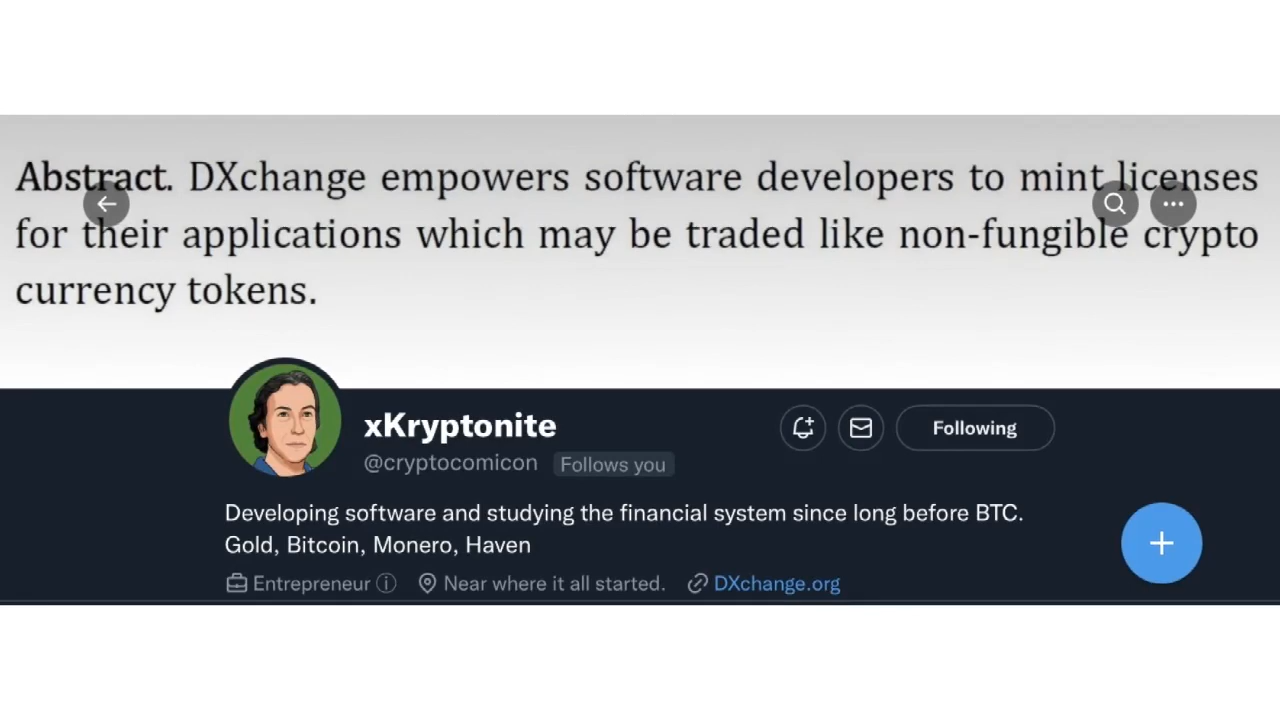 Abstract. DXchange empowers software developers to mint licenses
for their applications which may be traded like non-fungible crypto
currency tokens.
xKryptonite
Following
@cryptocomicon Follows you
Developing software and studying the financial system since long before BTC.
Gold, Bitcoin, Monero, Haven
Entrepreneur Near where it all started. DXchange.org